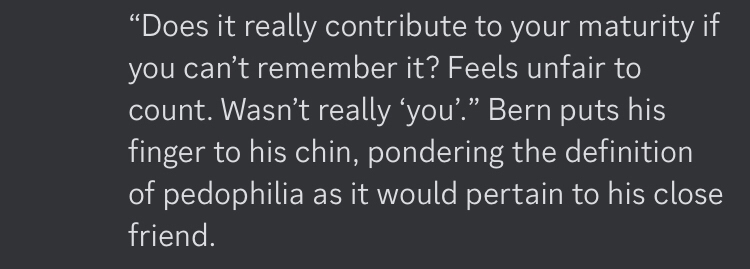 “Does it really contribute to your maturity if
you can’t remember it? Feels unfair to
count. Wasn’t really ‘you’.” Bern puts his
finger to his chin, pondering the definition
of pedophilia as it would pertain to his close
friend.